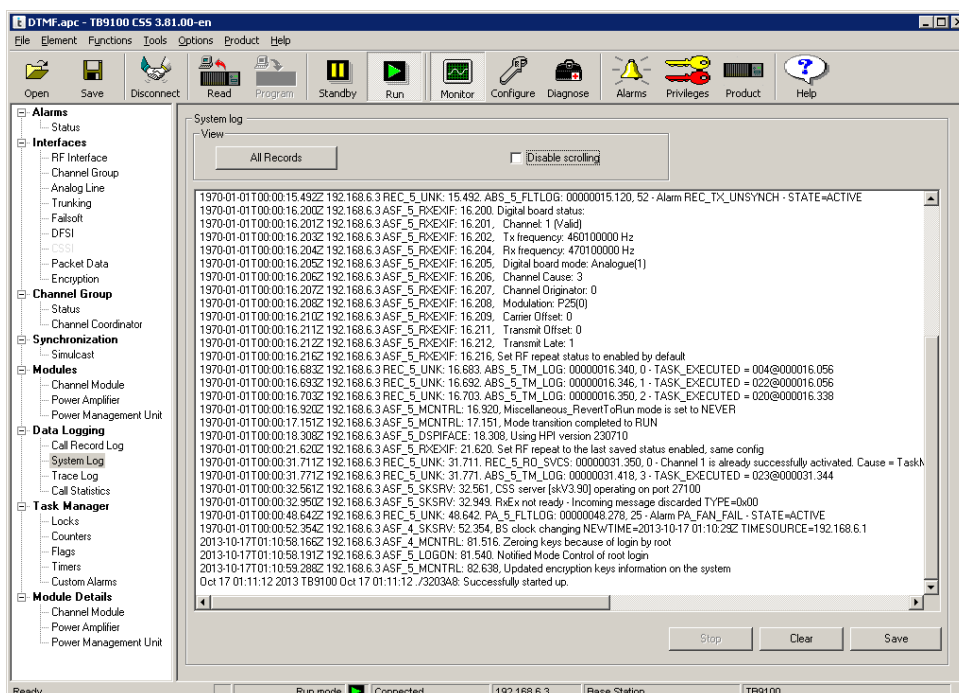 DTMF.apc - TB9100 CSS 3.81.00-en
File Element Functions Tools Options Product Help
Open Save Disconnect Read Program Standby Run Monitor Configure Diagnose Alarms Privileges Product Help
Alarms
Status
Interfaces
RF Interface
Channel Group
Analog Line
Trunking
Failsoft
DFSI
CSSI
Packet Data
Encryption
Channel Group
Status
Channel Coordinator
Synchronization
Simulcast
Modules
Channel Module
Power Amplifier
Power Management Unit
Data Logging
Call Record Log
System Log
Trace Log
Call Statistics
Task Manager
Locks
Counters
Flags
Timers
Custom Alarms
Module Details
Channel Module
Power Amplifier
Power Management Unit
System log
View
All Records
Disable scrolling
1970-01-01T00:00:15.492Z 192.168.6.3 REC_5_UNK: 15.492. ABS_5_FLTLOG: 00000015.120, 52 - Alarm REC_TX_UNSYNCH - STATE=ACTIVE
1970-01-01T00:00:16.200Z 192.168.6.3 ASF_5_RXEXIF: 16.200. Digital board status:
1970-01-01T00:00:16.201Z 192.168.6.3 ASF_5_RXEXIF: 16.201, Channel: 1 (Valid)
1970-01-01T00:00:16.203Z 192.168.6.3 ASF_5_RXEXIF: 16.202, Tx frequency: 460100000 Hz
1970-01-01T00:00:16.204Z 192.168.6.3 ASF_5_RXEXIF: 16.204, Rx frequency: 470100000 Hz
1970-01-01T00:00:16.205Z 192.168.6.3 ASF_5_RXEXIF: 16.205, Digital board mode: Analogue(1)
1970-01-01T00:00:16.206Z 192.168.6.3 ASF_5_RXEXIF: 16.206, Channel Cause: 3
1970-01-01T00:00:16.207Z 192.168.6.3 ASF_5_RXEXIF: 16.207, Channel Originator: 0
1970-01-01T00:00:16.208Z 192.168.6.3 ASF_5_RXEXIF: 16.208, Modulation: P25(0)
1970-01-01T00:00:16.210Z 192.168.6.3 ASF_5_RXEXIF: 16.209, Carrier Offset: 0
1970-01-01T00:00:16.211Z 192.168.6.3 ASF_5_RXEXIF: 16.211, Transmit Offset: 0
1970-01-01T00:00:16.212Z 192.168.6.3 ASF_5_RXEXIF: 16.212, Transmit Late: 1
1970-01-01T00:00:16.216Z 192.168.6.3 ASF_5_RXEXIF: 16.216, Set RF repeat status to enabled by default
1970-01-01T00:00:16.683Z 192.168.6.3 REC_5_UNK: 16.683. ABS_5_TM_LOG: 00000016.340, 0 - TASK_EXECUTED = 004@000016.056
1970-01-01T00:00:16.693Z 192.168.6.3 REC_5_UNK: 16.692. ABS_5_TM_LOG: 00000016.346, 1 - TASK_EXECUTED = 022@000016.056
1970-01-01T00:00:16.703Z 192.168.6.3 REC_5_UNK: 16.703. ABS_5_TM_LOG: 00000016.350, 2 - TASK_EXECUTED = 020@000016.338
1970-01-01T00:00:16.920Z 192.168.6.3 ASF_5_MCNTRL: 16.920, Miscellaneous_RevertToRun mode is set to NEVER
1970-01-01T00:00:17.151Z 192.168.6.3 ASF_5_MCNTRL: 17.151, Mode transition completed to RUN
1970-01-01T00:00:18.308Z 192.168.6.3 ASF_5_DSPIFACE: 18.308, Using HPI version 230710
1970-01-01T00:00:21.620Z 192.168.6.3 ASF_5_RXEXIF: 21.620. Set RF repeat to the last saved status enabled, same config
1970-01-01T00:00:31.711Z 192.168.6.3 REC_5_UNK: 31.711. REC_5_RO_SVCS: 00000031.350, 0 - Channel 1 is already successfully activated. Cause = TaskM
1970-01-01T00:00:31.771Z 192.168.6.3 REC_5_UNK: 31.771. ABS_5_TM_LOG: 00000031.418, 3 - TASK_EXECUTED = 023@000031.344
1970-01-01T00:00:32.561Z 192.168.6.3 ASF_5_SKSRV: 32.561, CSS server [skV3.90] operating on port 27100
1970-01-01T00:00:32.950Z 192.168.6.3 ASF_5_SKSRV: 32.949. RxEx not ready - Incoming message discarded TYPE=0x00
1970-01-01T00:00:48.642Z 192.168.6.3 REC_5_UNK: 48.642. PA_5_FLTLOG: 00000048.278, 25 - Alarm PA_FAN_FAIL - STATE=ACTIVE
1970-01-01T00:00:52.354Z 192.168.6.3 ASF_4_SKSRV: 52.354, BS clock changing NEWTIME=2013-10-17 01:10:29Z TIMESOURCE=192.168.6.1
2013-10-17T01:10:58.166Z 192.168.6.3 ASF_4_MCNTRL: 81.516. Zeroing keys because of login by root
2013-10-17T01:10:58.191Z 192.168.6.3 ASF_5_LOGON: 81.540. Notified Mode Control of root login
2013-10-17T01:10:59.288Z 192.168.6.3 ASF_5_MCNTRL: 82.638, Updated encryption keys information on the system
Oct 17 01:11:12 2013 TB9100 Oct 17 01:11:12 ./3203A8: Successfully started up.
Stop Clear Save
Ready Run mode Connected 192.168.6.3 Base Station TB9100